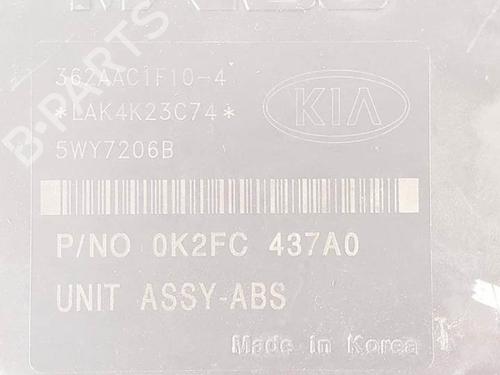 362AAC1F10-4
*LAK4K23C74*
KIA
5WY7206B
P/NO 0K2FC 437A0
UNIT ASSY-ABS
Made in Korea
B-PARTS